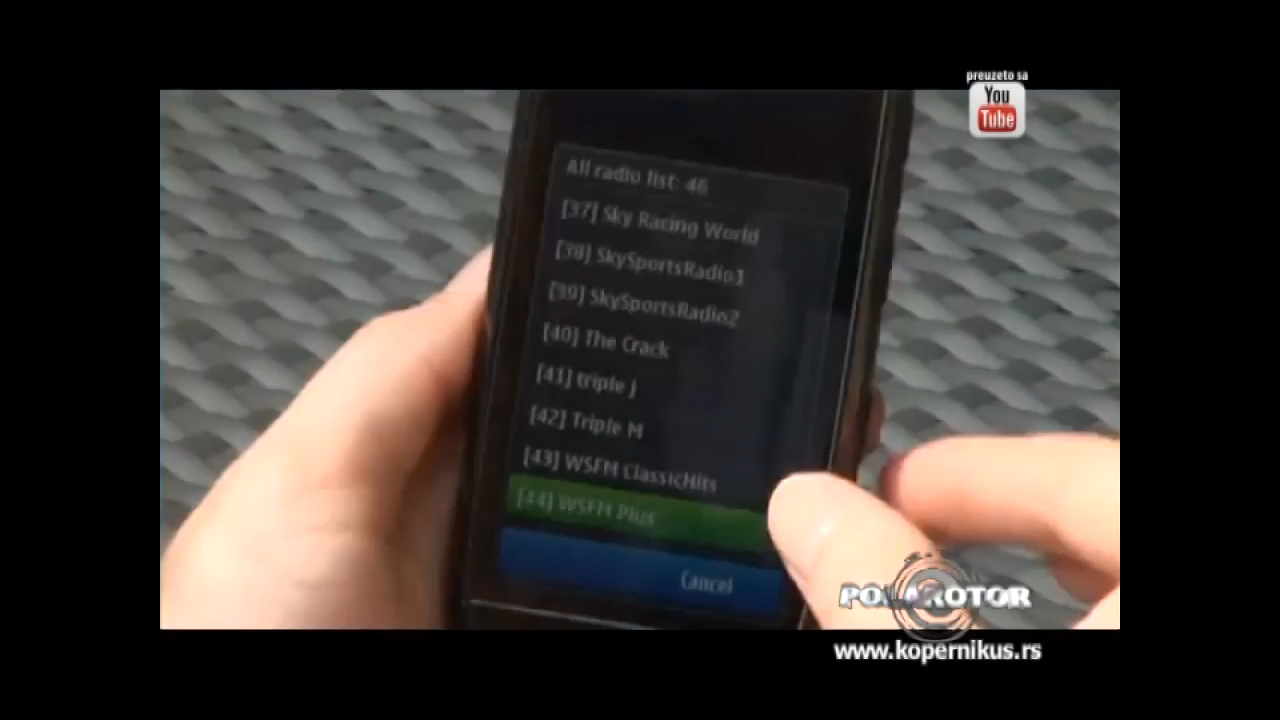 preuzeto sa
You
Tube
All radio list: 46
[37] Sky Racing World
[38] SkySportsRadio1
[39] SkySportsRadio2
[40] The Crack
[41] triple j
[42] Triple M
[43] WSFM ClassicHits
[44] WSFM Plus
Cancel
POLAROTOR
www.kopernikus.rs